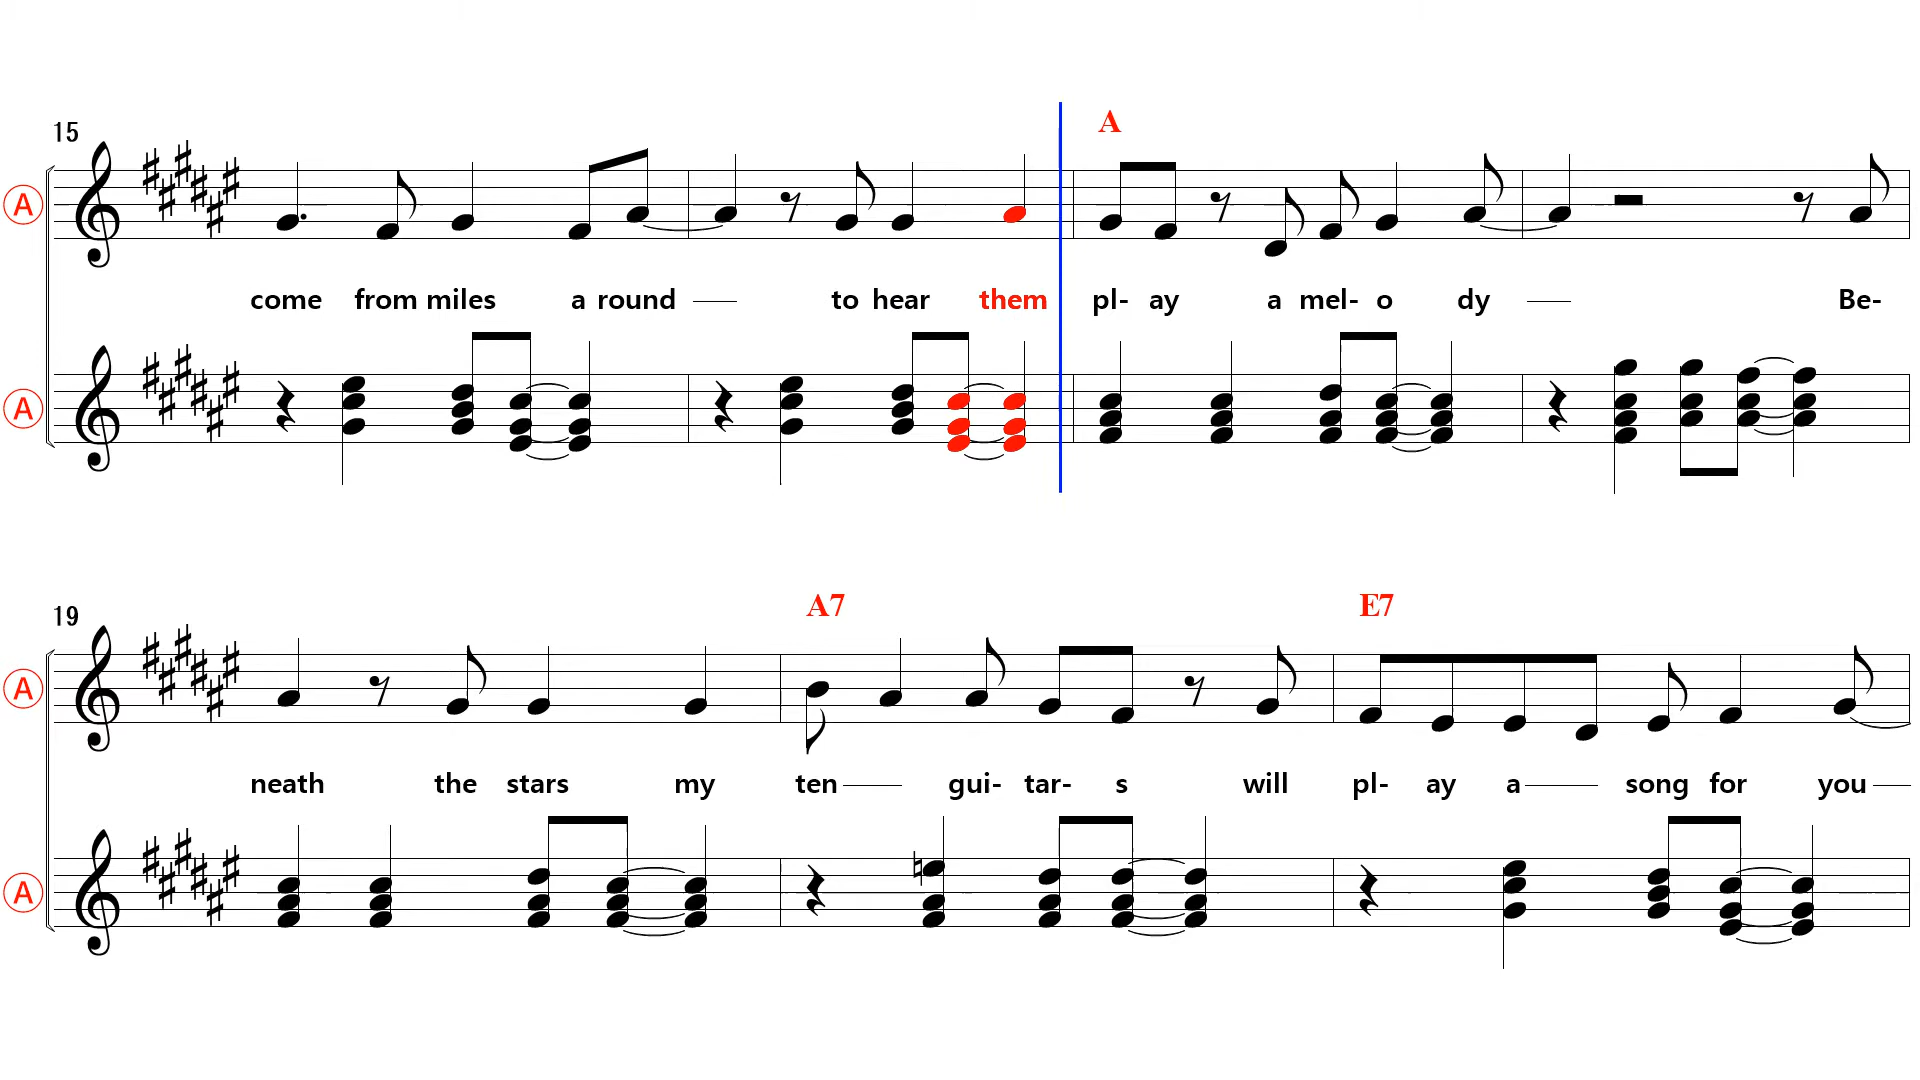 A
15
Ⓐ
come from miles a round to hear them pl- ay a mel- o dy Be-
Ⓐ
A7 E7
19
Ⓐ
neath the stars my ten gui- tar- s will pl- ay a song for you
Ⓐ